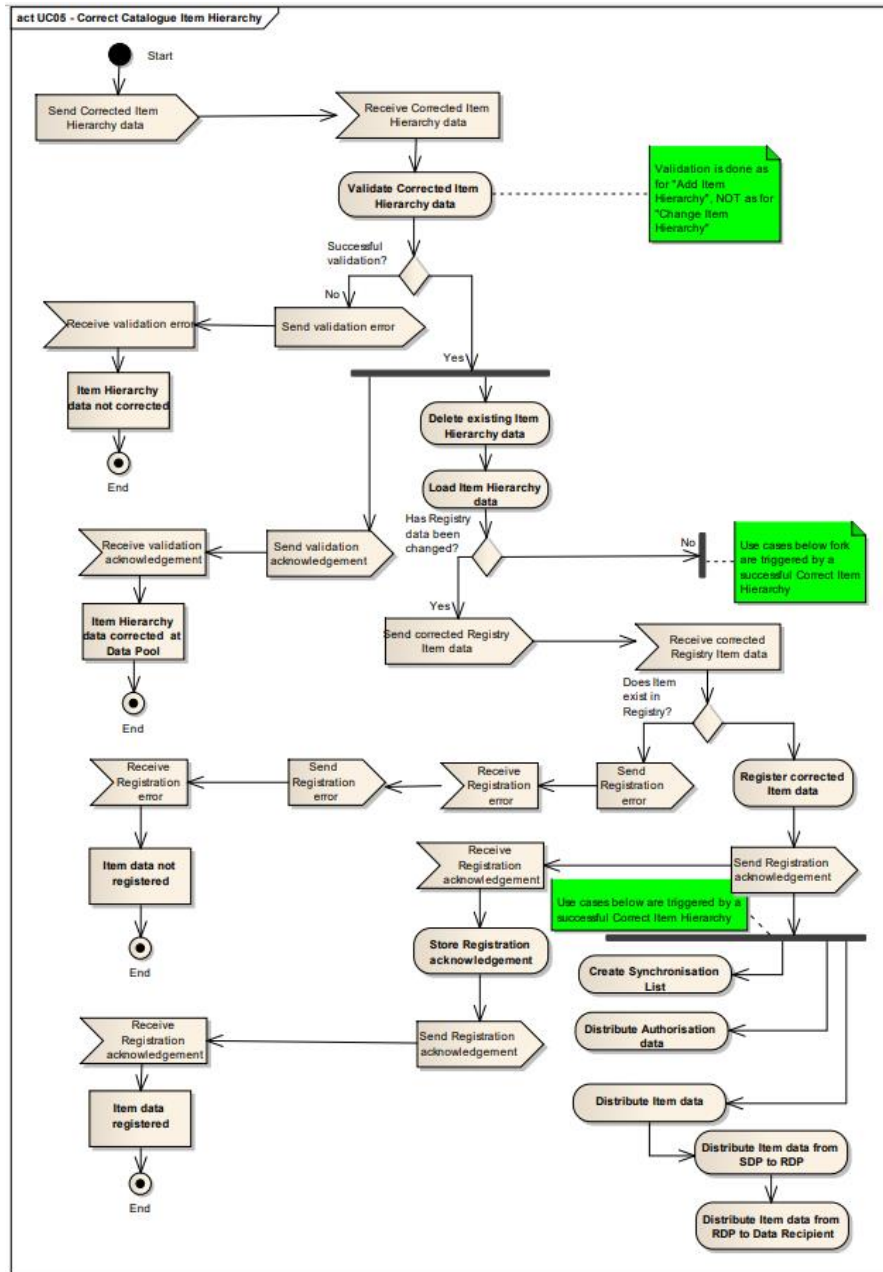 act UC05 - Correct Catalogue Item Hierarchy
Start
Send Corrected Item
Hierarchy data
Receive Corrected Item
Hierarchy data
Validate Corrected Item
Hierarchy data
Validation is done as
for "Add Item
Hierarchy", NOT as for
"Change Item
Hierarchy"
Successful
validation?
No
Receive validation error
Send validation error
Yes
Item Hierarchy
data not corrected
End
Delete existing Item
Hierarchy data
Load Item Hierarchy
data
Has Registry
data been
changed?
No
Use cases below fork
are triggered by a
successful Correct Item
Hierarchy
Receive validation
acknowledgement
Send validation
acknowledgement
Yes
Item Hierarchy
data corrected at
Data Pool
End
Send corrected Registry
Item data
Receive corrected
Registry Item data
Does Item
exist in
Registry?
Receive
Registration
error
Send
Registration
error
Receive
Registration
error
Send
Registration
error
Register corrected
Item data
Item data not
registered
End
Receive
Registration
acknowledgement
Send Registration
acknowledgement
Use cases below are triggered by a
successful Correct Item Hierarchy
Store Registration
acknowledgement
Create Synchronisation
List
Distribute Authorisation
data
Receive
Registration
acknowledgement
Send Registration
acknowledgement
Item data
registered
End
Distribute Item data
Distribute Item data from
SDP to RDP
Distribute Item data from
RDP to Data Recipient